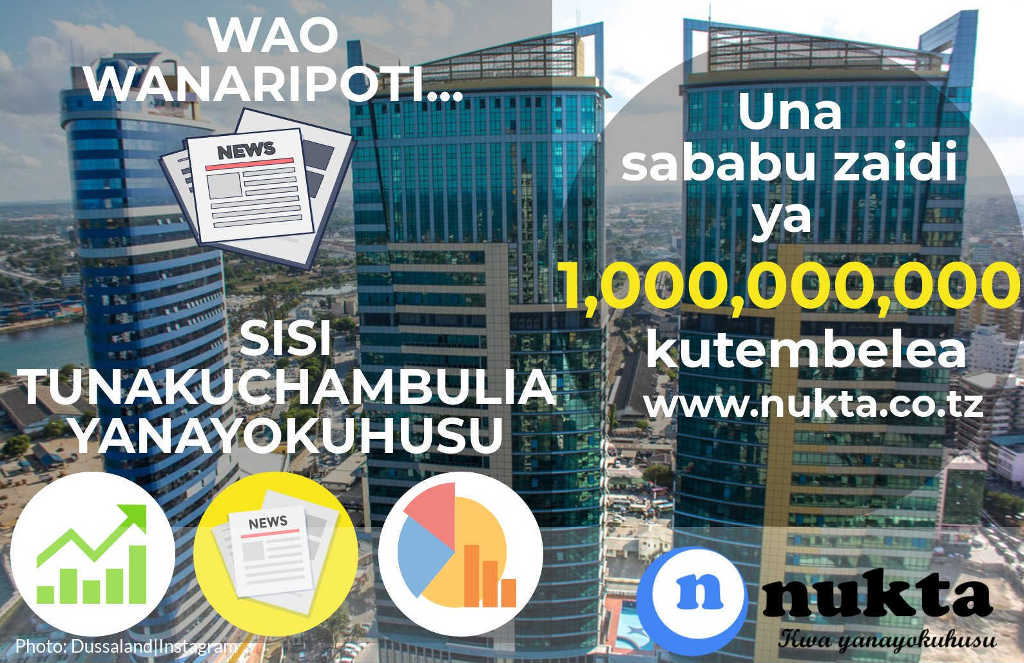 WAO
WANARIPOTI...
NEWS
SISI
TUNAKUCHAMBULIA
YANAYOKUHUSU
NEWS
Una
sababu zaidi
ya
1,000,000,000
kutembelea
www.nukta.co.tz
n
nukta
Kwa yanayokuhusu
Photo: Dussaland|Instagram